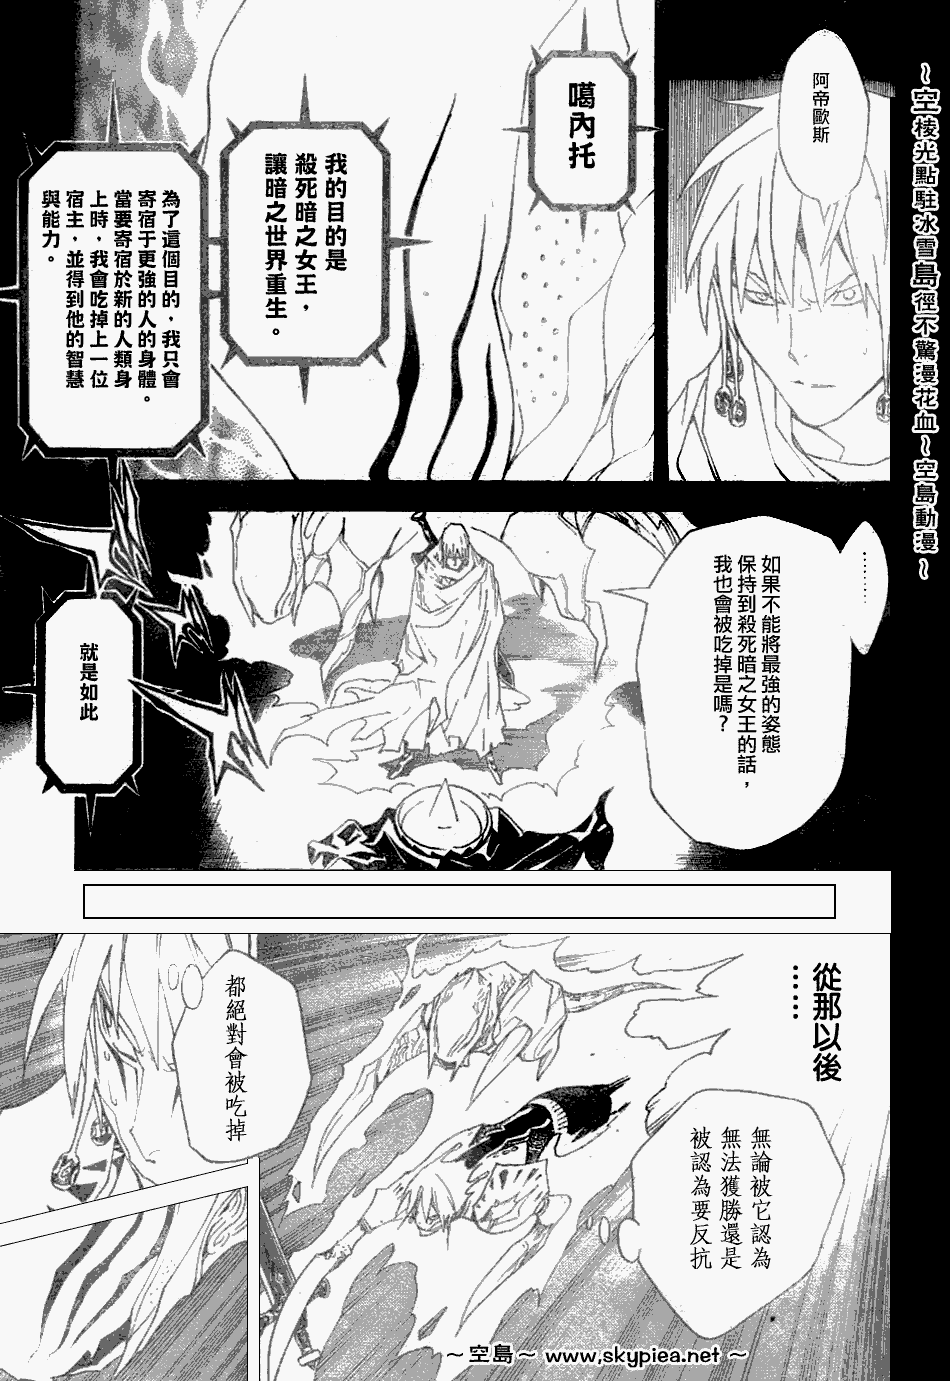 阿帝歐斯
噶內托
我的目的是
殺死暗之女王，
讓暗之世界重生。
為了這個目的，我只會
寄宿于更強的人的身體。
當要寄宿於新的人類身
上時，我會吃掉上一位
宿主，並得到他的智慧
與能力。
………
如果不能將最強的姿態
保持到殺死暗之女王的話，
我也會被吃掉是嗎？
就是如此
從那以後
……
無論被它認為
無法獲勝還是
被認為要反抗
都絕對會被吃掉
～空棱光點駐冰雪島徑不驚漫花血～空島動漫～
～空島～ www.skypiea.net ～